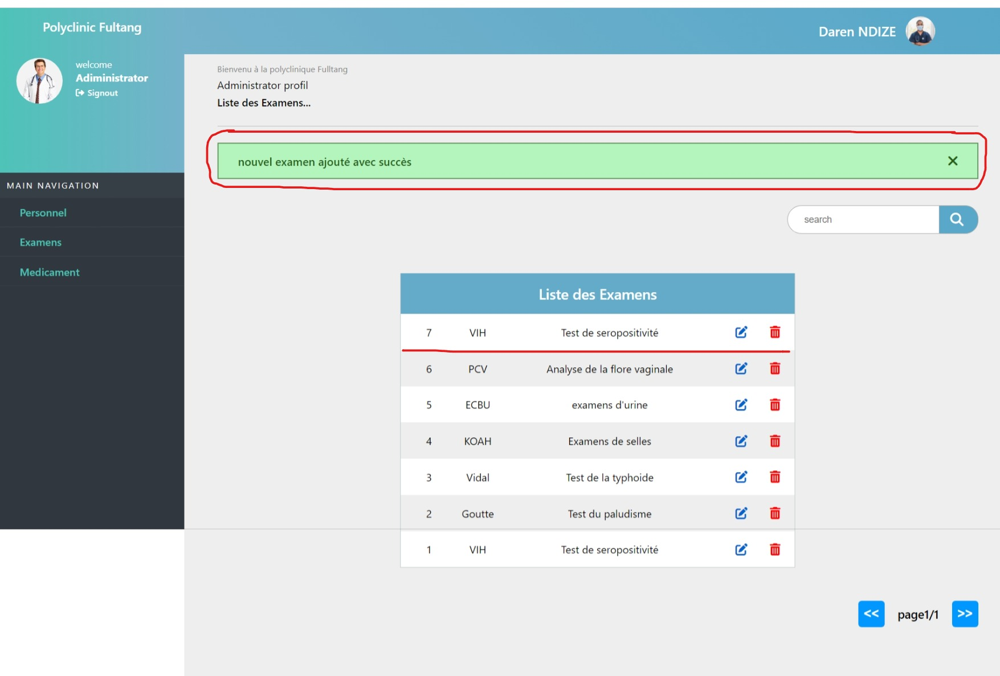 Polyclinic Fultang
Daren NDIZE
welcome
Adiministrator
Signout
Bienvenu à la polyclinique Fulltang
Administrator profil
Liste des Examens...
nouvel examen ajouté avec succès
MAIN NAVIGATION
Personnel
Examens
Medicament
search
Liste des Examens
7 VIH Test de seropositivité
6 PCV Analyse de la flore vaginale
5 ECBU examens d'urine
4 KOAH Examens de selles
3 Vidal Test de la typhoide
2 Goutte Test du paludisme
1 VIH Test de seropositivité
<< page1/1 >>